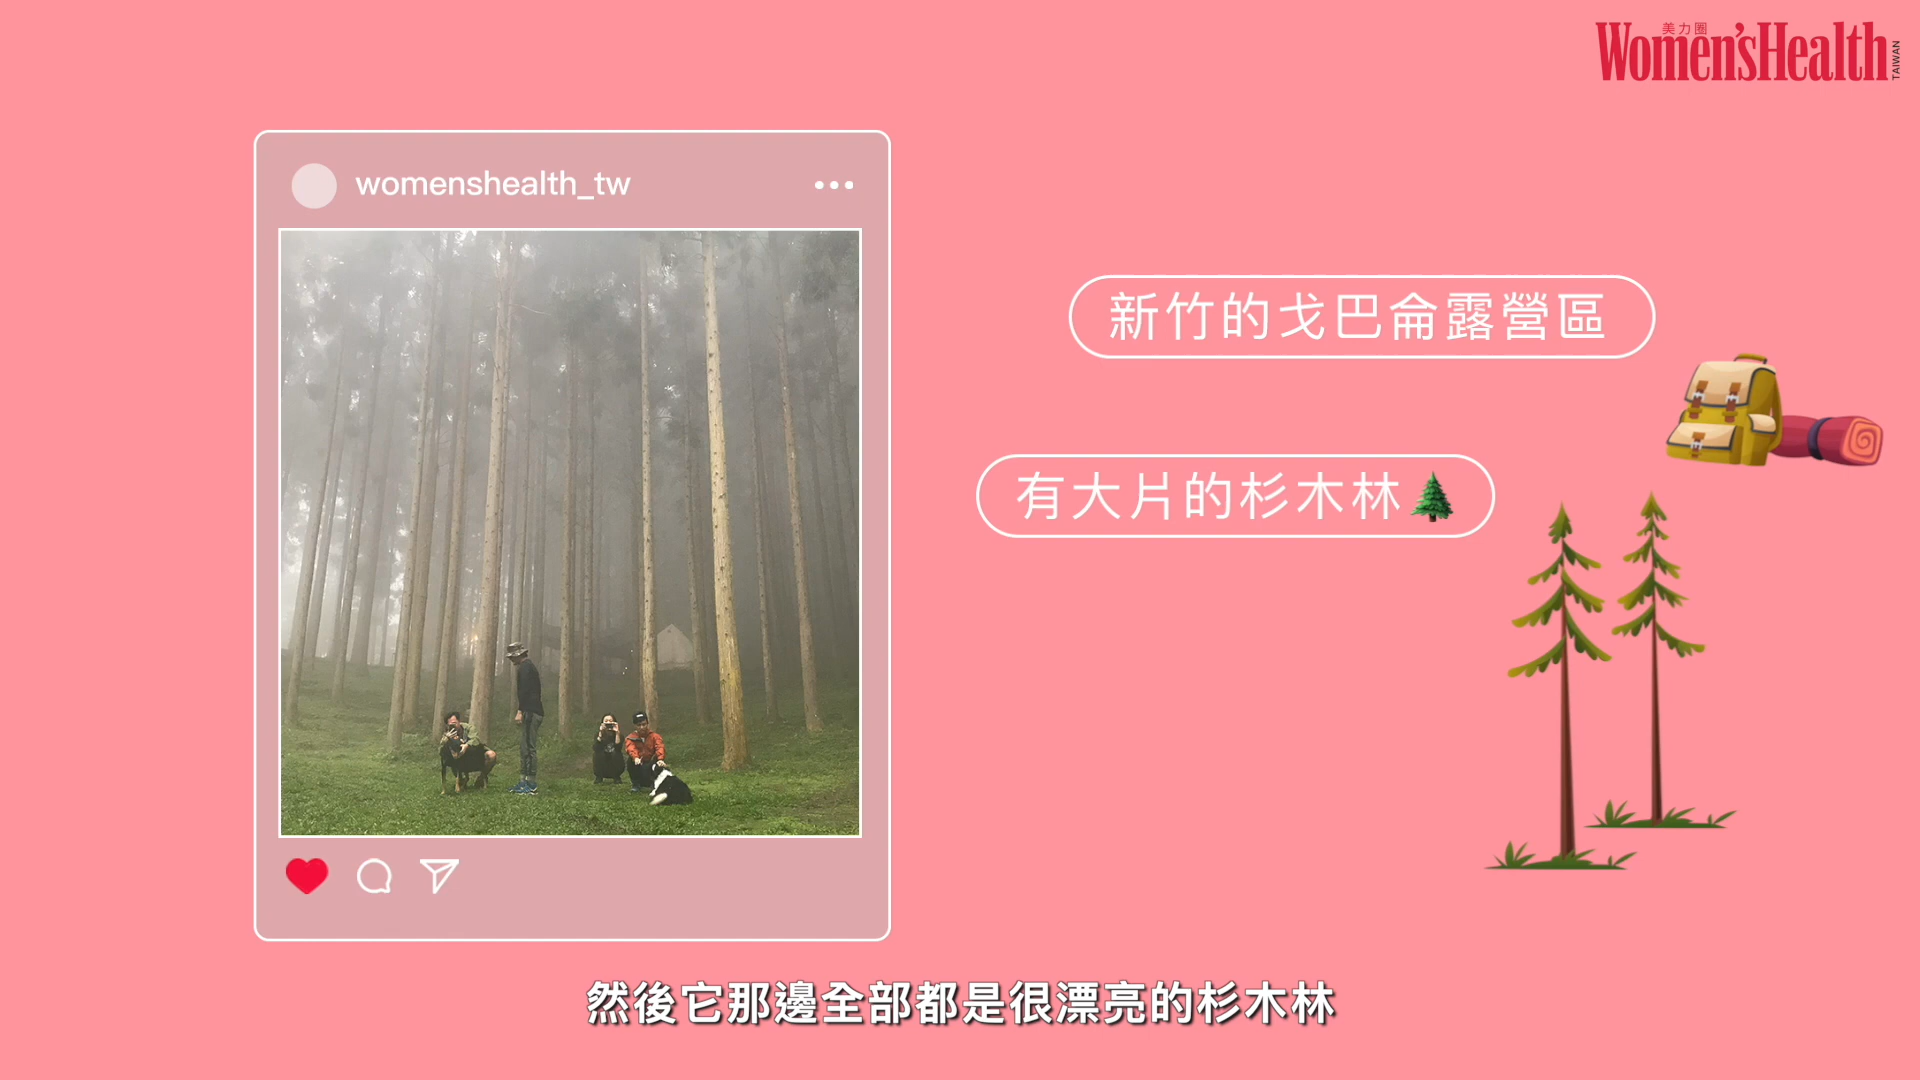 美力圈
Women'sHealth
TAIWAN
womenshealth_tw
新竹的戈巴侖露營區
有大片的杉木林🌲
然後它那邊全部都是很漂亮的杉木林